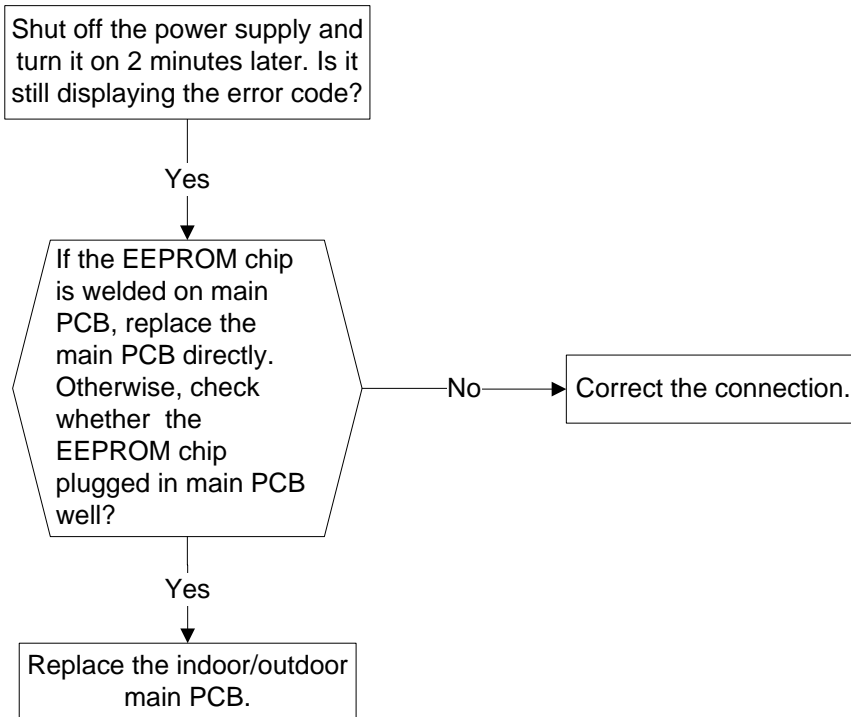 Shut off the power supply and
turn it on 2 minutes later. Is it
still displaying the error code?
Yes
If the EEPROM chip
is welded on main
PCB, replace the
main PCB directly.
Otherwise, check
whether the
EEPROM chip
plugged in main PCB
well?
No
Correct the connection.
Yes
Replace the indoor/outdoor
main PCB.